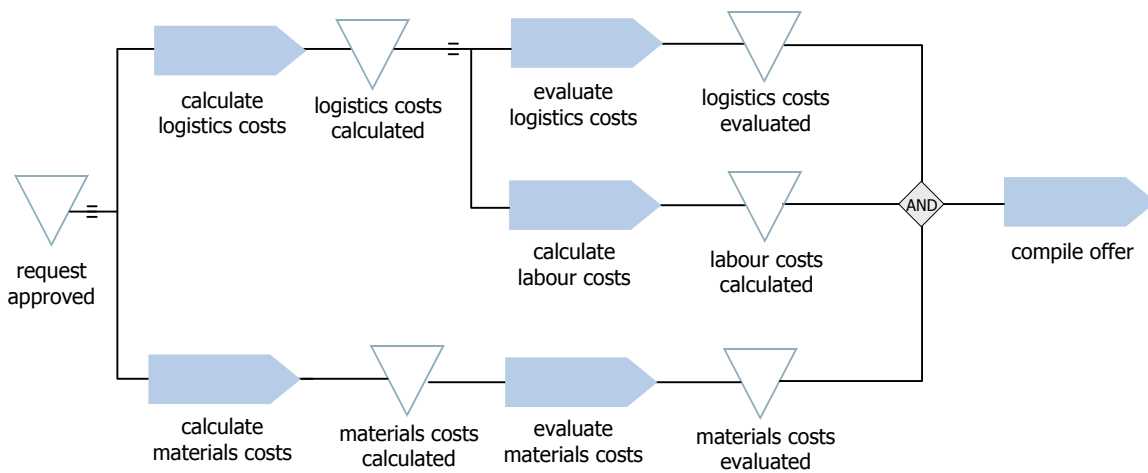 calculate
logistics costs
logistics costs
calculated
evaluate
logistics costs
logistics costs
evaluated
request
approved
calculate
labour costs
labour costs
calculated
AND
compile offer
calculate
materials costs
materials costs
calculated
evaluate
materials costs
materials costs
evaluated